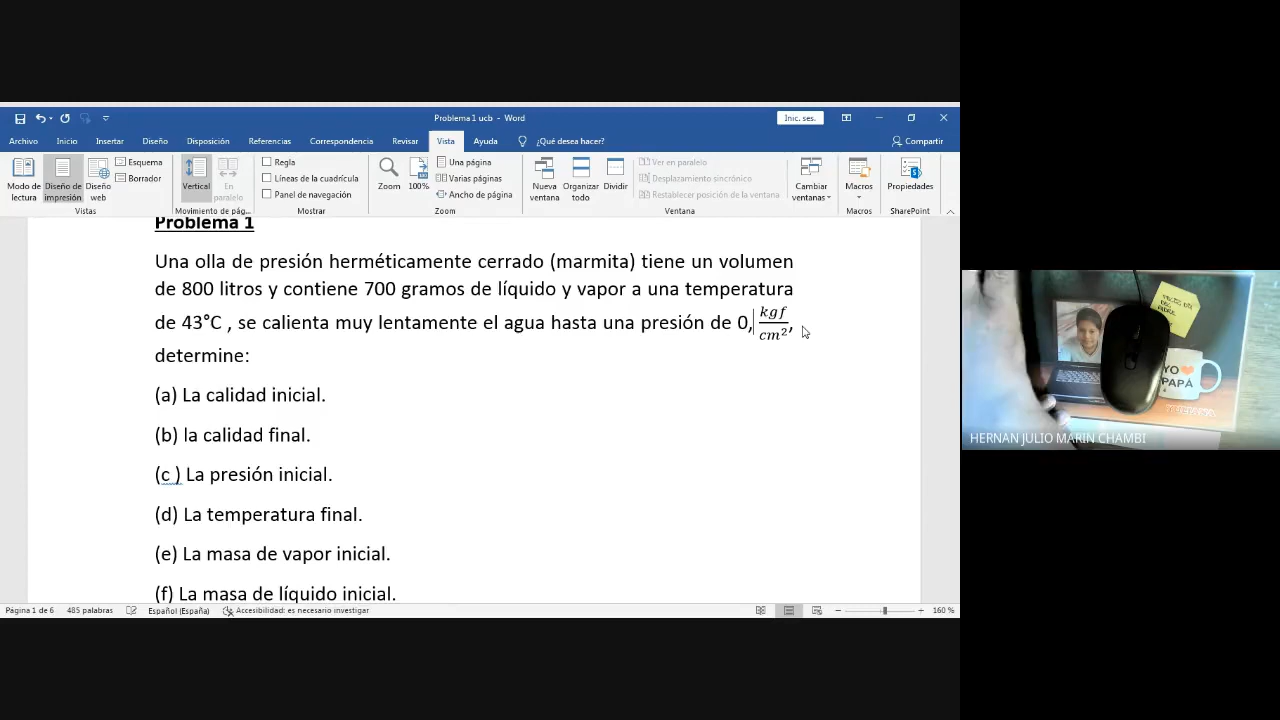 Problema 1 ucb - Word
Inic. ses.
Archivo Inicio Insertar Diseño Disposición Referencias Correspondencia Revisar Vista Ayuda ¿Qué desea hacer? Compartir
Modo de lectura
Diseño de impresión
Diseño web
Esquema
Borrador
Vistas
Vertical
En paralelo
Movimiento de pág...
Regla
Líneas de la cuadrícula
Panel de navegación
Mostrar
Zoom
100%
Una página
Varias páginas
Ancho de página
Zoom
Nueva ventana
Organizar todo
Dividir
Ver en paralelo
Desplazamiento sincrónico
Restablecer posición de la ventana
Ventana
Cambiar ventanas
Macros
Macros
Propiedades
SharePoint
Problema 1
Una olla de presión herméticamente cerrado (marmita) tiene un volumen
de 800 litros y contiene 700 gramos de líquido y vapor a una temperatura
de 43°C , se calienta muy lentamente el agua hasta una presión de 0, kgf/cm²,
determine:
(a) La calidad inicial.
(b) la calidad final.
(c ) La presión inicial.
(d) La temperatura final.
(e) La masa de vapor inicial.
(f) La masa de líquido inicial.
Página 1 de 6 485 palabras Español (España) Accesibilidad: es necesario investigar 160 %
YO
PAPÁ
HERNAN JULIO MARIN CHAMBI